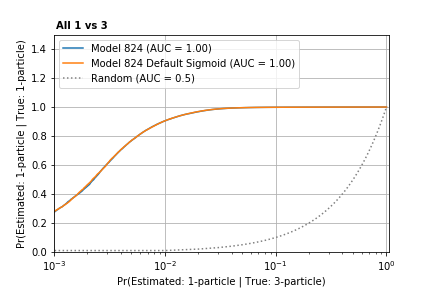 All 1 vs 3
Model 824 (AUC = 1.00)
Model 824 Default Sigmoid (AUC = 1.00)
Random (AUC = 0.5)
Pr(Estimated: 1-particle | True: 1-particle)
1.4
1.2
1.0
0.8
0.6
0.4
0.2
0.0
10⁻³
10⁻²
10⁻¹
10⁰
Pr(Estimated: 1-particle | True: 3-particle)